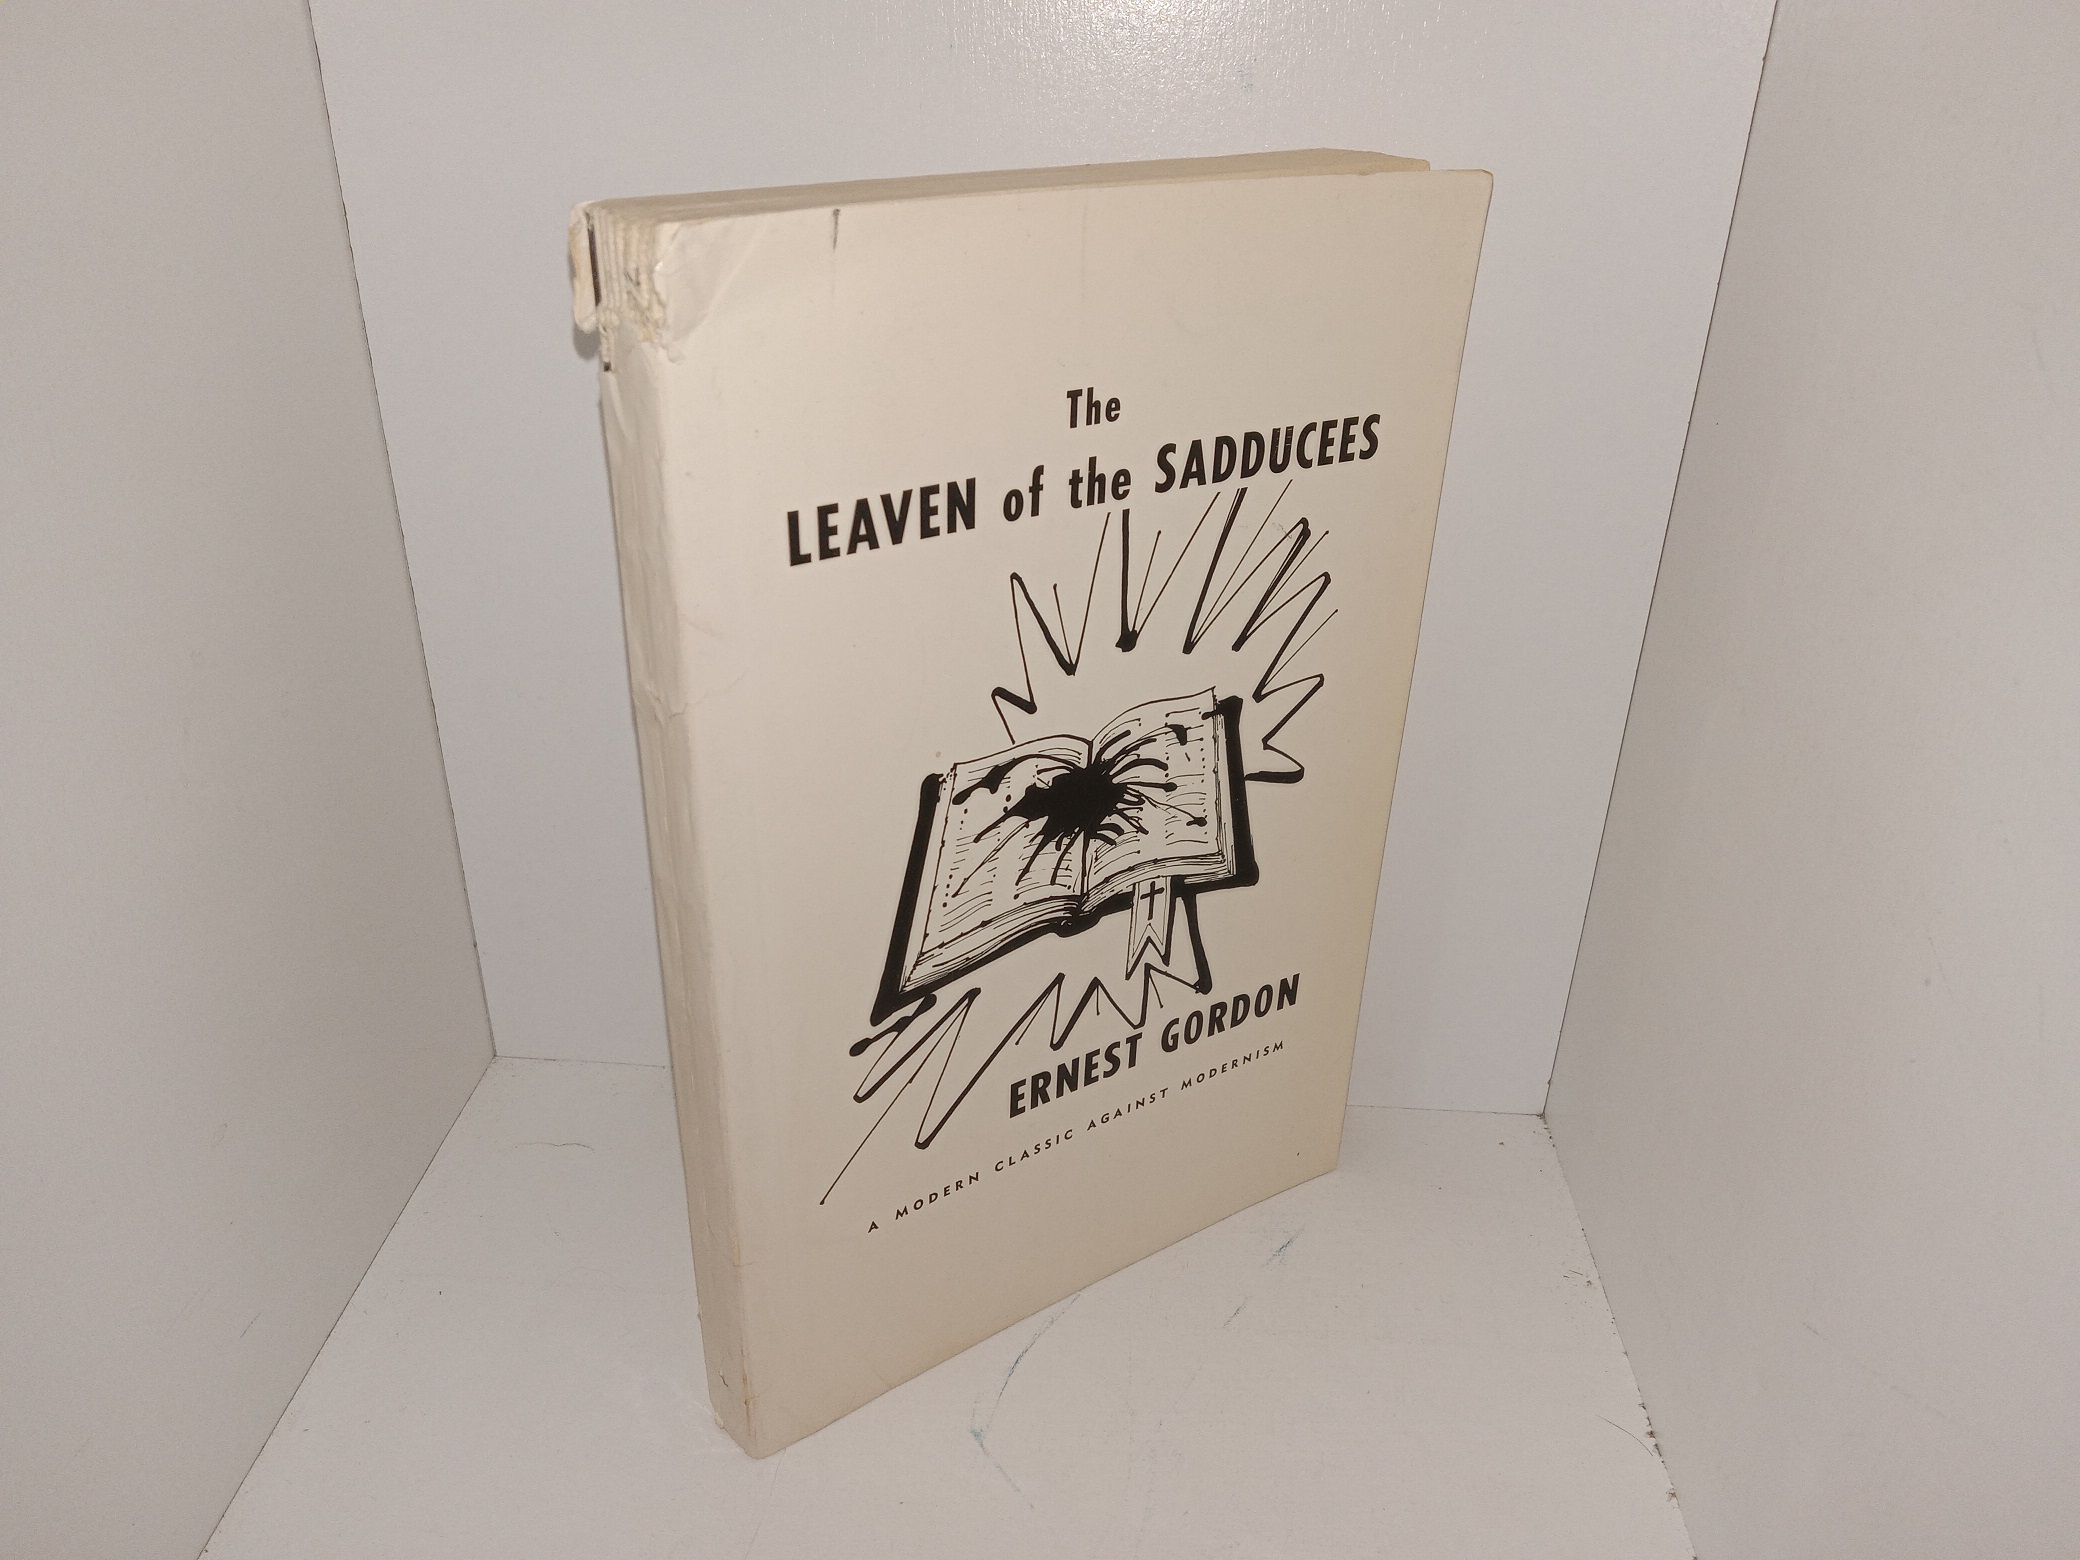 The
LEAVEN of the SADDUCEES
ERNEST GORDON
A MODERN CLASSIC AGAINST MODERNISM